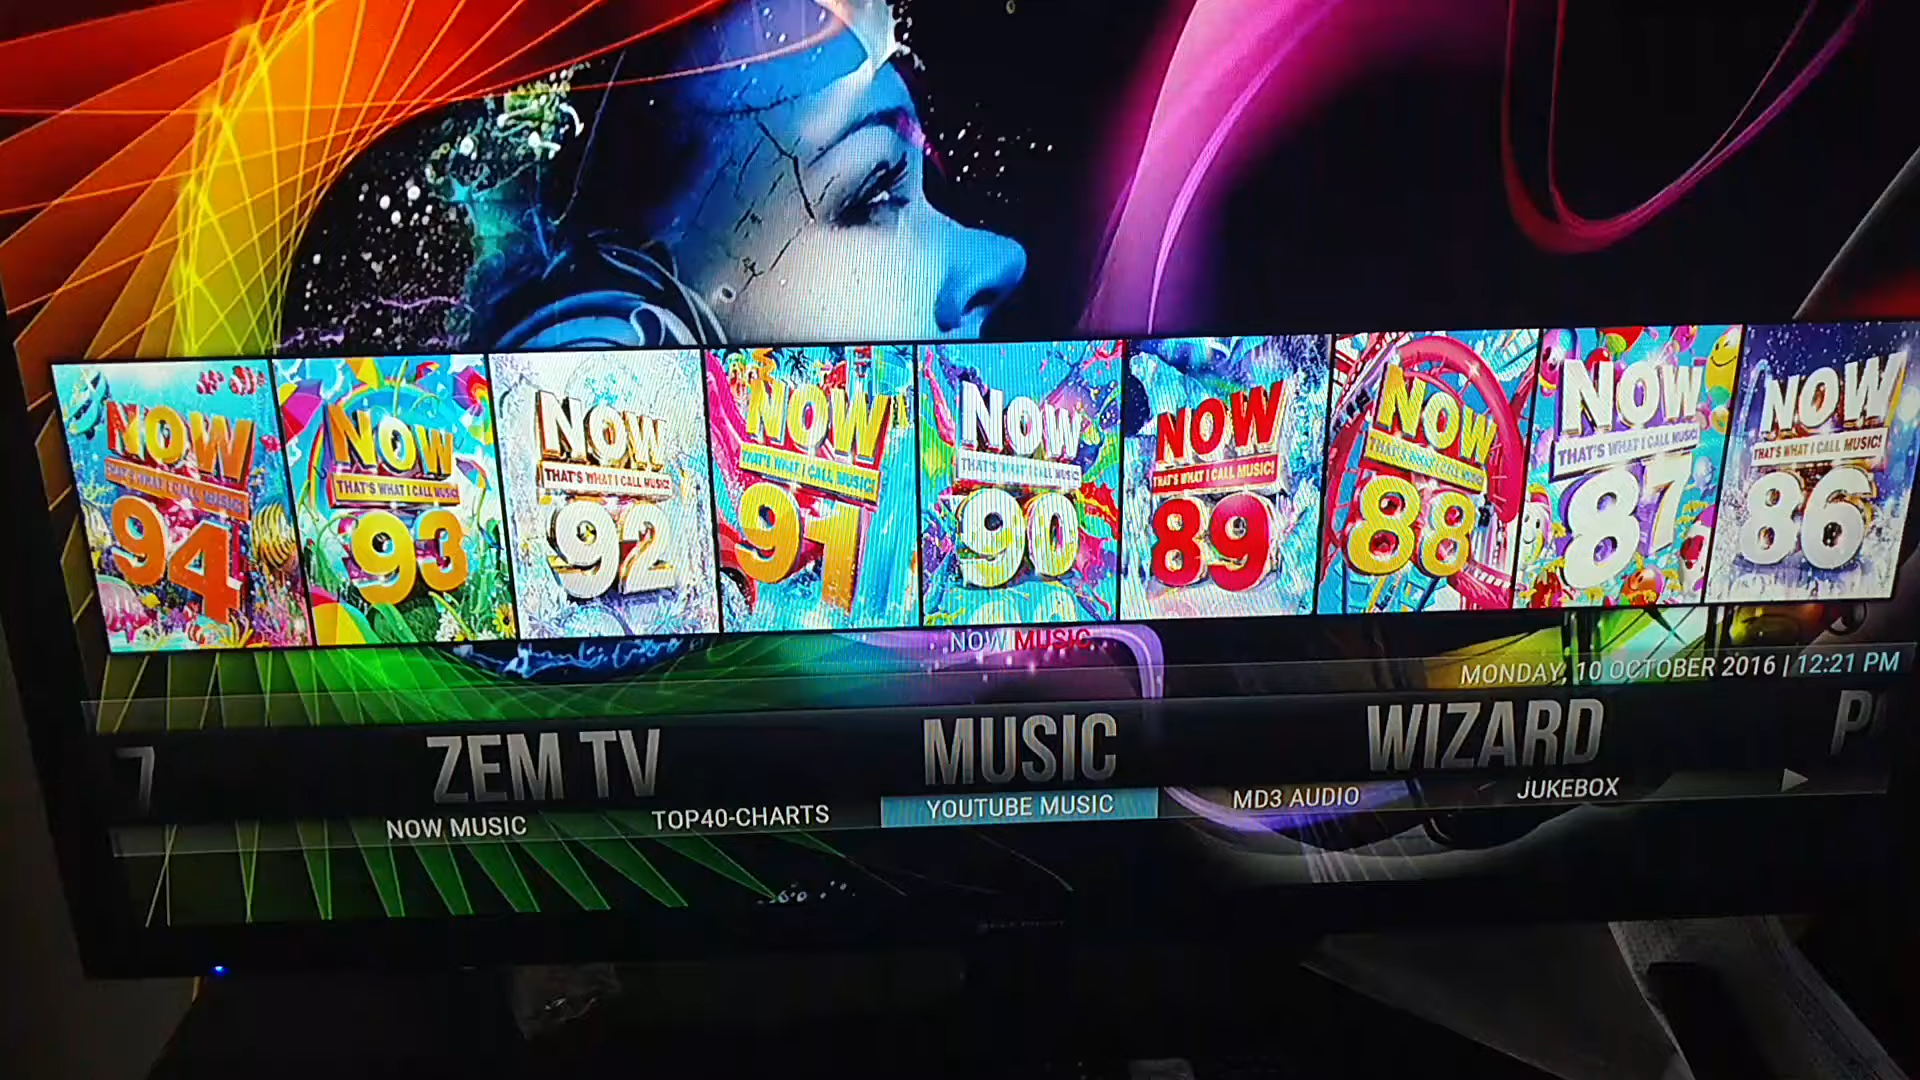 NOW THAT'S WHAT I CALL MUSIC! 94
NOW THAT'S WHAT I CALL MUSIC! 93
NOW THAT'S WHAT I CALL MUSIC! 92
NOW THAT'S WHAT I CALL MUSIC! 91
NOW THAT'S WHAT I CALL MUSIC! 90
NOW THAT'S WHAT I CALL MUSIC! 89
NOW THAT'S WHAT I CALL MUSIC! 88
NOW THAT'S WHAT I CALL MUSIC! 87
NOW THAT'S WHAT I CALL MUSIC! 86
NOW MUSIC
MONDAY, 10 OCTOBER 2016 | 12:21 PM
7 ZEM TV MUSIC WIZARD
NOW MUSIC TOP40-CHARTS YOUTUBE MUSIC MD3 AUDIO JUKEBOX